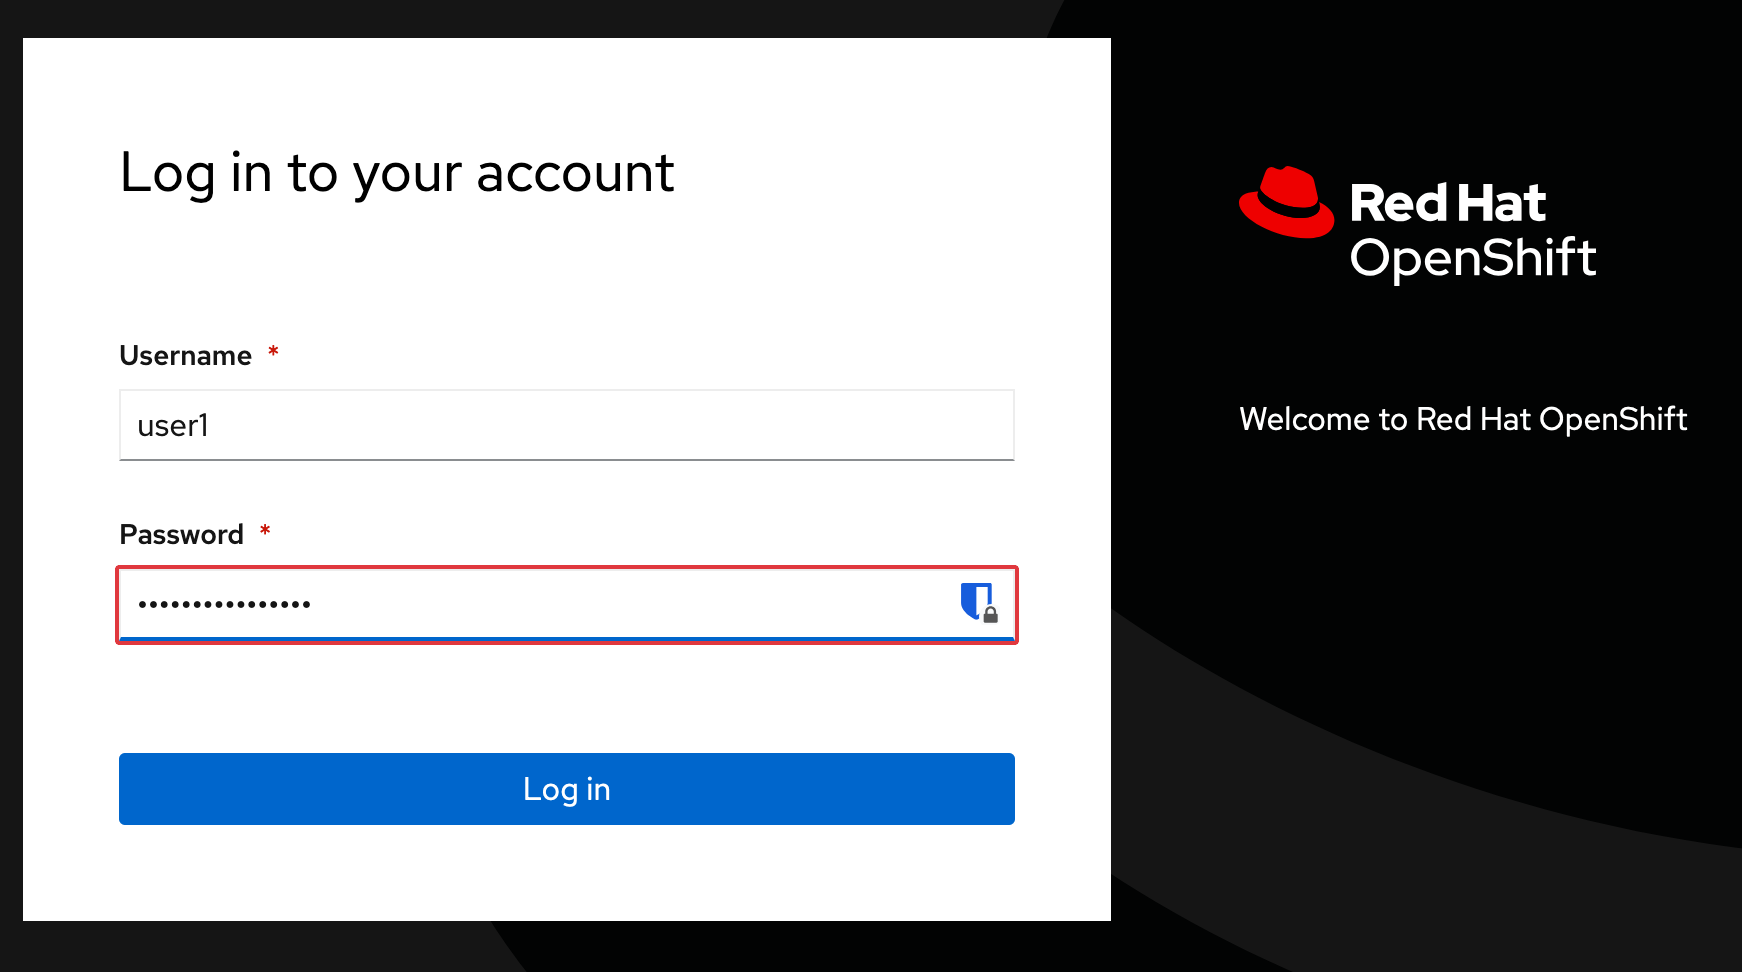 Log in to your account
Username *
user1
Password *
••••••••••••••••
Log in
Red Hat
OpenShift
Welcome to Red Hat OpenShift